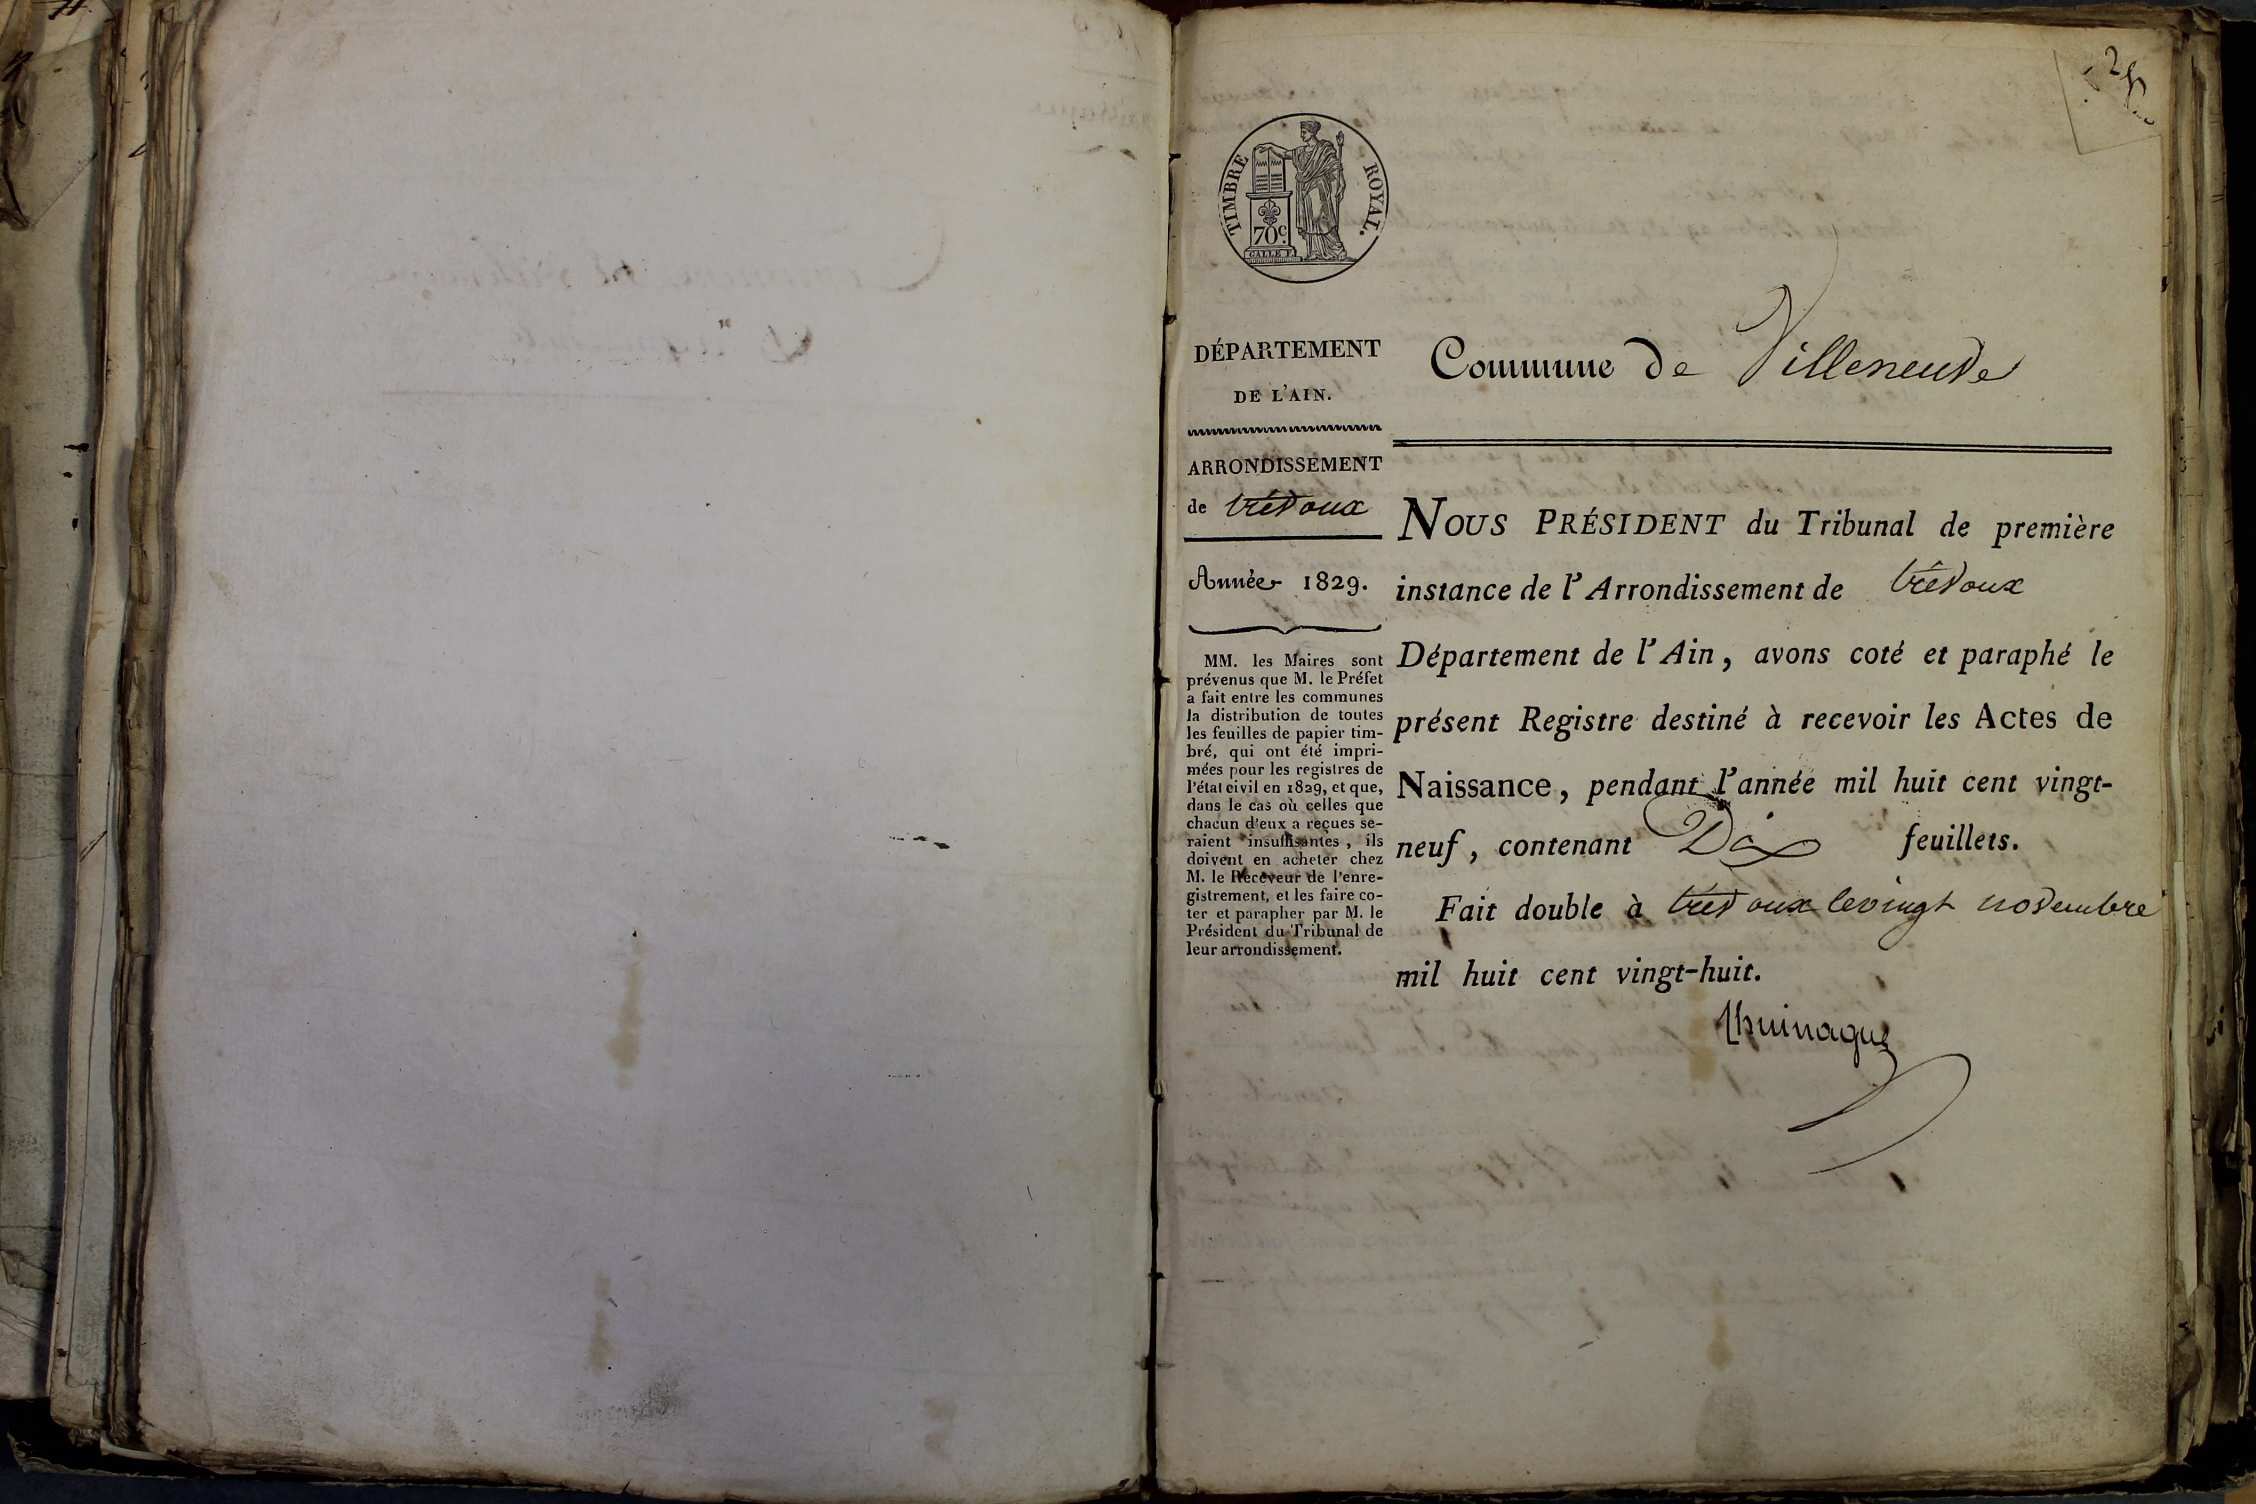 TIMBRE ROYAL.
70 c.
DÉPARTEMENT
DE L'AIN.
ARRONDISSEMENT
de trévoux
Année 1829.
MM. les Maires sont
prévenus que M. le Préfet
a fait entre les communes
la distribution de toutes
les feuilles de papier tim-
bré, qui ont été impri-
mées pour les registres de
l'état civil en 1829, et que,
dans le cas où celles que
chacun d'eux a reçues se-
raient insuffisantes, ils
doivent en acheter chez
M. le Receveur de l'enre-
gistrement, et les faire co-
ter et parapher par M. le
Président du Tribunal de
leur arrondissement.
Commune de Villeneuve
NOUS PRÉSIDENT du Tribunal de première
instance de l'Arrondissement de trévoux
Département de l'Ain, avons coté et paraphé le
présent Registre destiné à recevoir les Actes de
Naissance, pendant l'année mil huit cent vingt-
neuf, contenant Dix feuillets.
Fait double à trévoux le vingt novembre
mil huit cent vingt-huit.